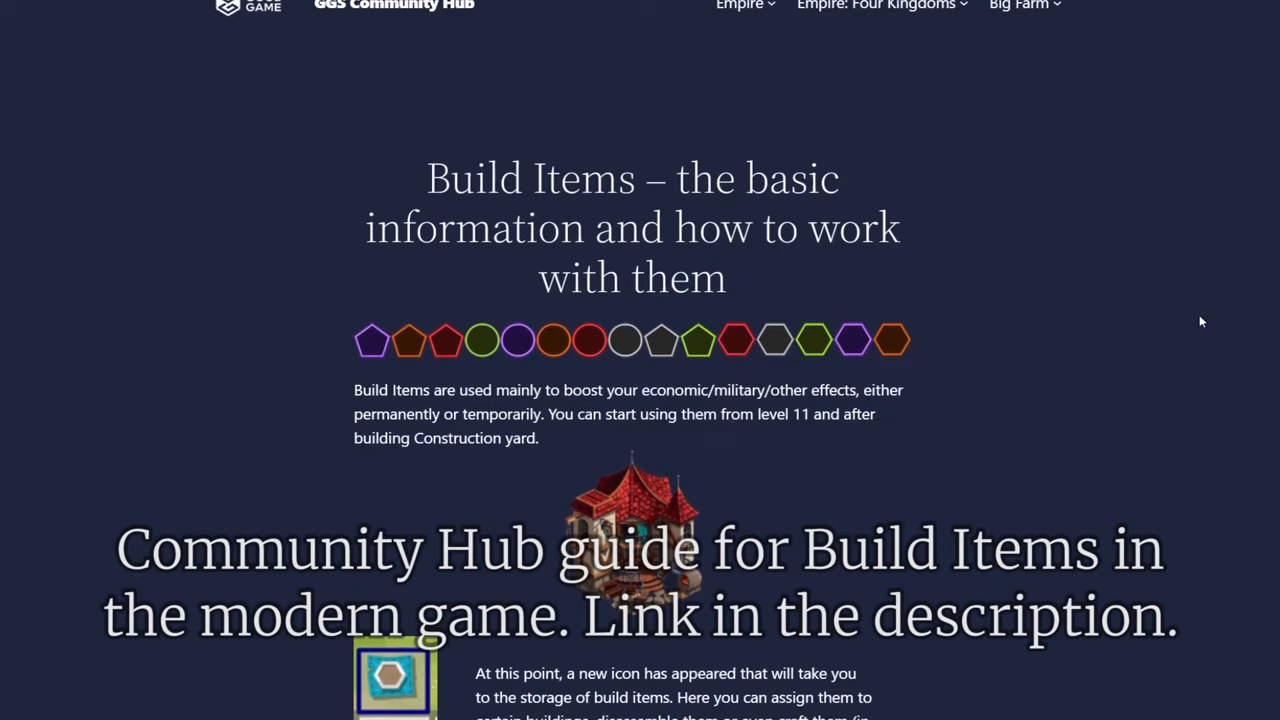 GAME
GGS Community Hub
Empire
Empire: Four Kingdoms
Big Farm
Build Items – the basic
information and how to work
with them
Build Items are used mainly to boost your economic/military/other effects, either
permanently or temporarily. You can start using them from level 11 and after
building Construction yard.
Community Hub guide for Build Items in
the modern game. Link in the description.
At this point, a new icon has appeared that will take you
to the storage of build items. Here you can assign them to